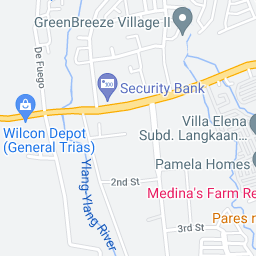 GreenBreeze Village II
De Fuego
Security Bank
Wilcon Depot
(General Trias)
Villa Elena
Subd. Langkaan...
Pamela Homes
Ylang-Ylang River
2nd St
Medina's Farm Re
Pares r
3rd St